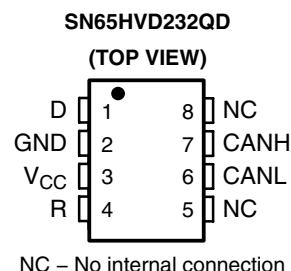 SN65HVD232QD
(TOP VIEW)
D 1 8 NC
GND 2 7 CANH
VCC 3 6 CANL
R 4 5 NC
NC – No internal connection